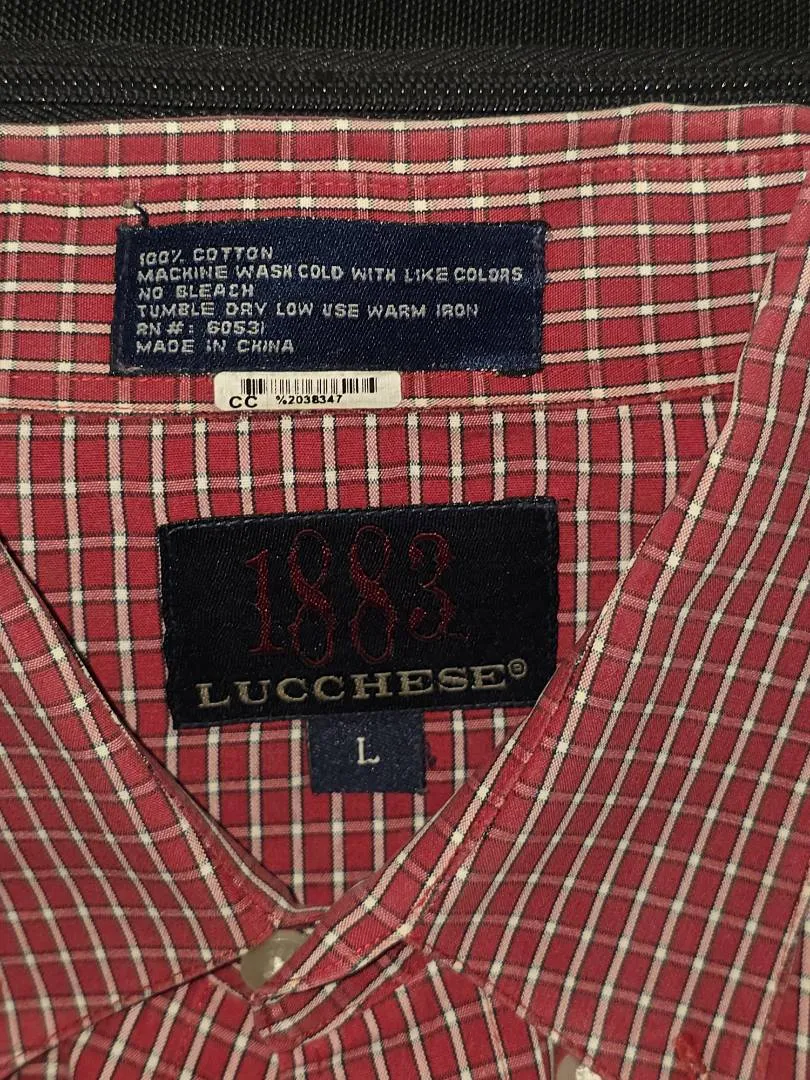 100% COTTON
MACHINE WASH COLD WITH LIKE COLORS
NO BLEACH
TUMBLE DRY LOW USE WARM IRON
RN #: 60531
MADE IN CHINA
CC %2038347
1883
LUCCHESE®
L